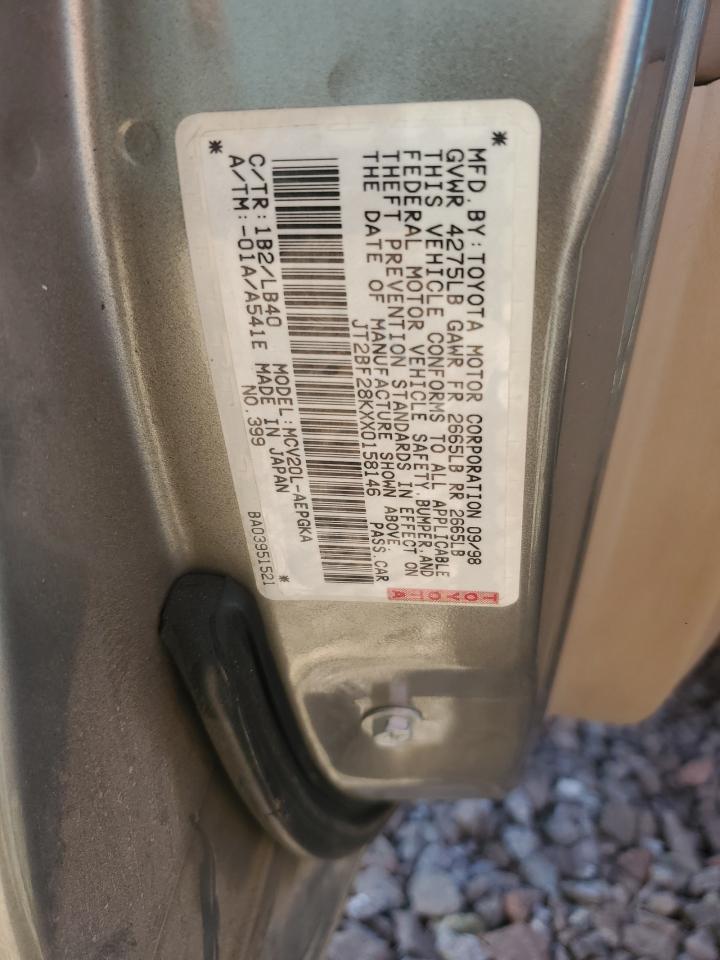 MFD.BY:TOYOTA MOTOR CORPORATION 09/98
GVWR 4275LB GAWR FR 2665LB RR 2665LB
THIS VEHICLE CONFORMS TO ALL APPLICABLE
FEDERAL MOTOR VEHICLE SAFETY,BUMPER,AND
THEFT PREVENTION STANDARDS IN EFFECT ON
THE DATE OF MANUFACTURE SHOWN ABOVE.
JT2BF28KXX0158146 PASS.CAR
TOYOTA
C/TR:1B2/LB40 MODEL:MCV20L-AEPGKA
A/TM:-01A/A541E MADE IN JAPAN
NO.399
BA03951521